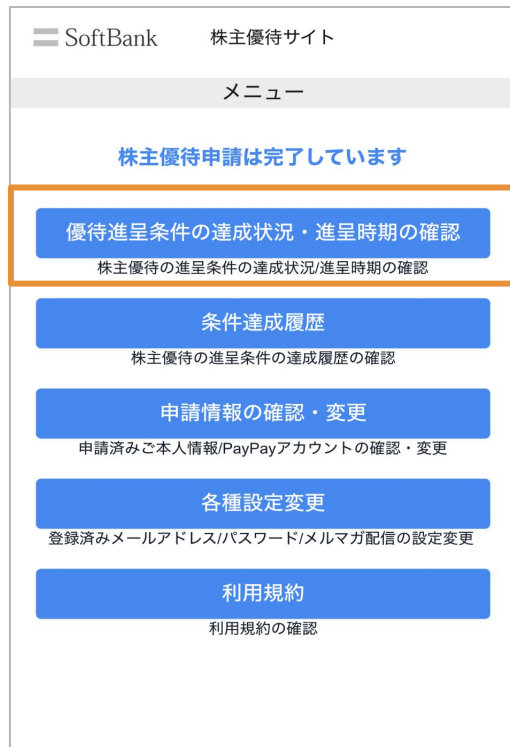 SoftBank 株主優待サイト
メニュー
株主優待申請は完了しています
優待進呈条件の達成状況・進呈時期の確認
株主優待の進呈条件の達成状況/進呈時期の確認
条件達成履歴
株主優待の進呈条件の達成履歴の確認
申請情報の確認・変更
申請済みご本人情報/PayPayアカウントの確認・変更
各種設定変更
登録済みメールアドレス/パスワード/メルマガ配信の設定変更
利用規約
利用規約の確認